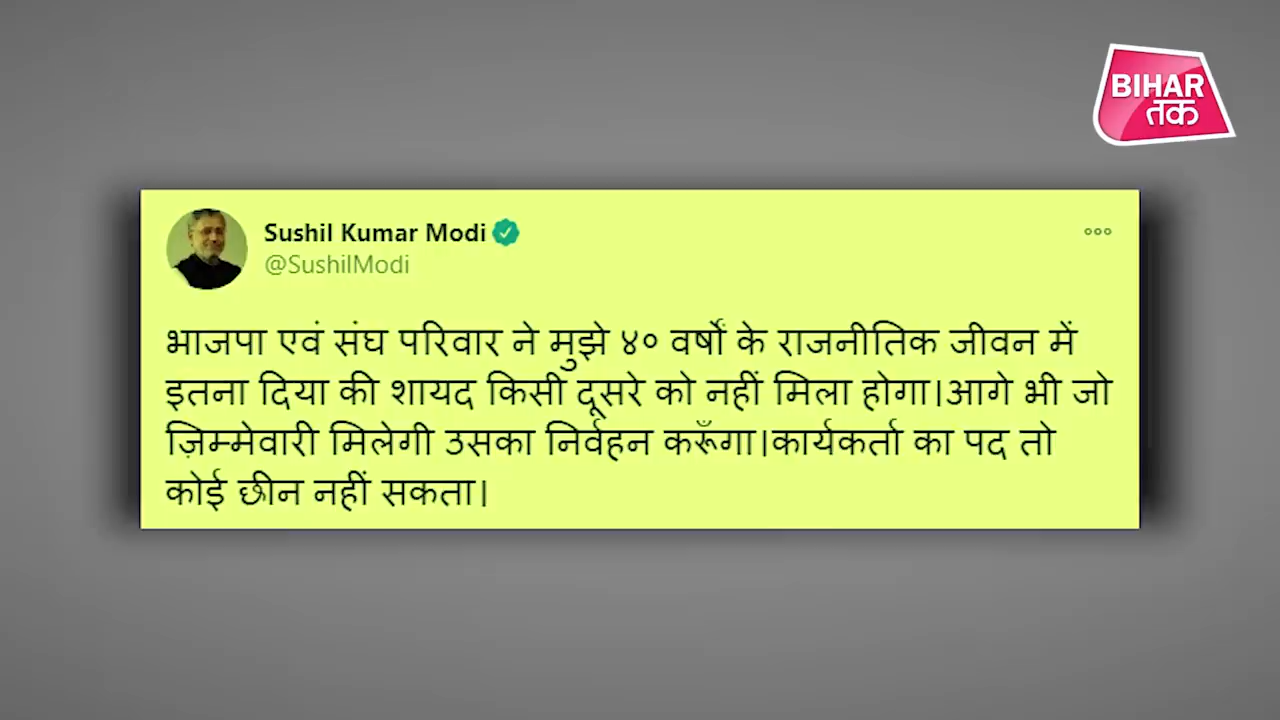 BIHAR
तक
Sushil Kumar Modi
@SushilModi
भाजपा एवं संघ परिवार ने मुझे ४० वर्षों के राजनीतिक जीवन में
इतना दिया की शायद किसी दूसरे को नहीं मिला होगा।आगे भी जो
ज़िम्मेवारी मिलेगी उसका निर्वहन करूँगा।कार्यकर्ता का पद तो
कोई छीन नहीं सकता।